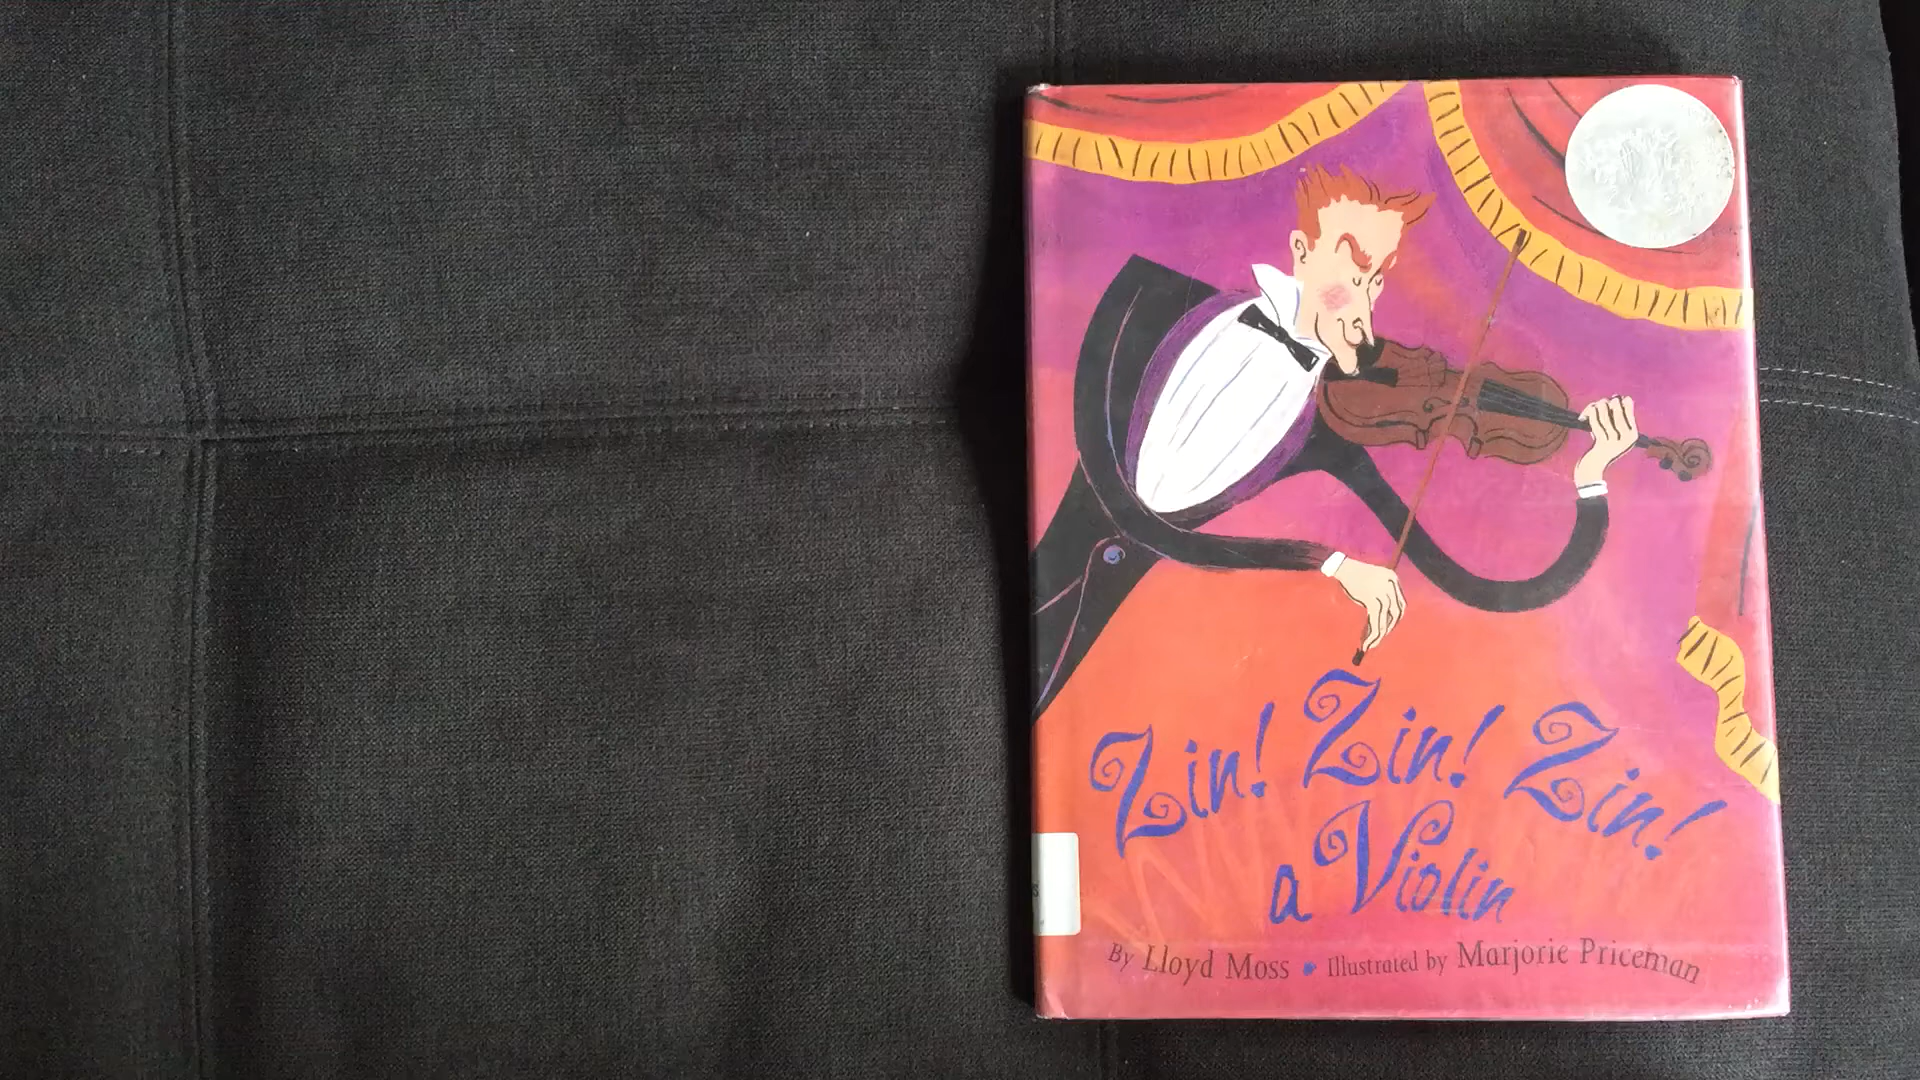 Zin! Zin! Zin!
a Violin
By Lloyd Moss • Illustrated by Marjorie Priceman